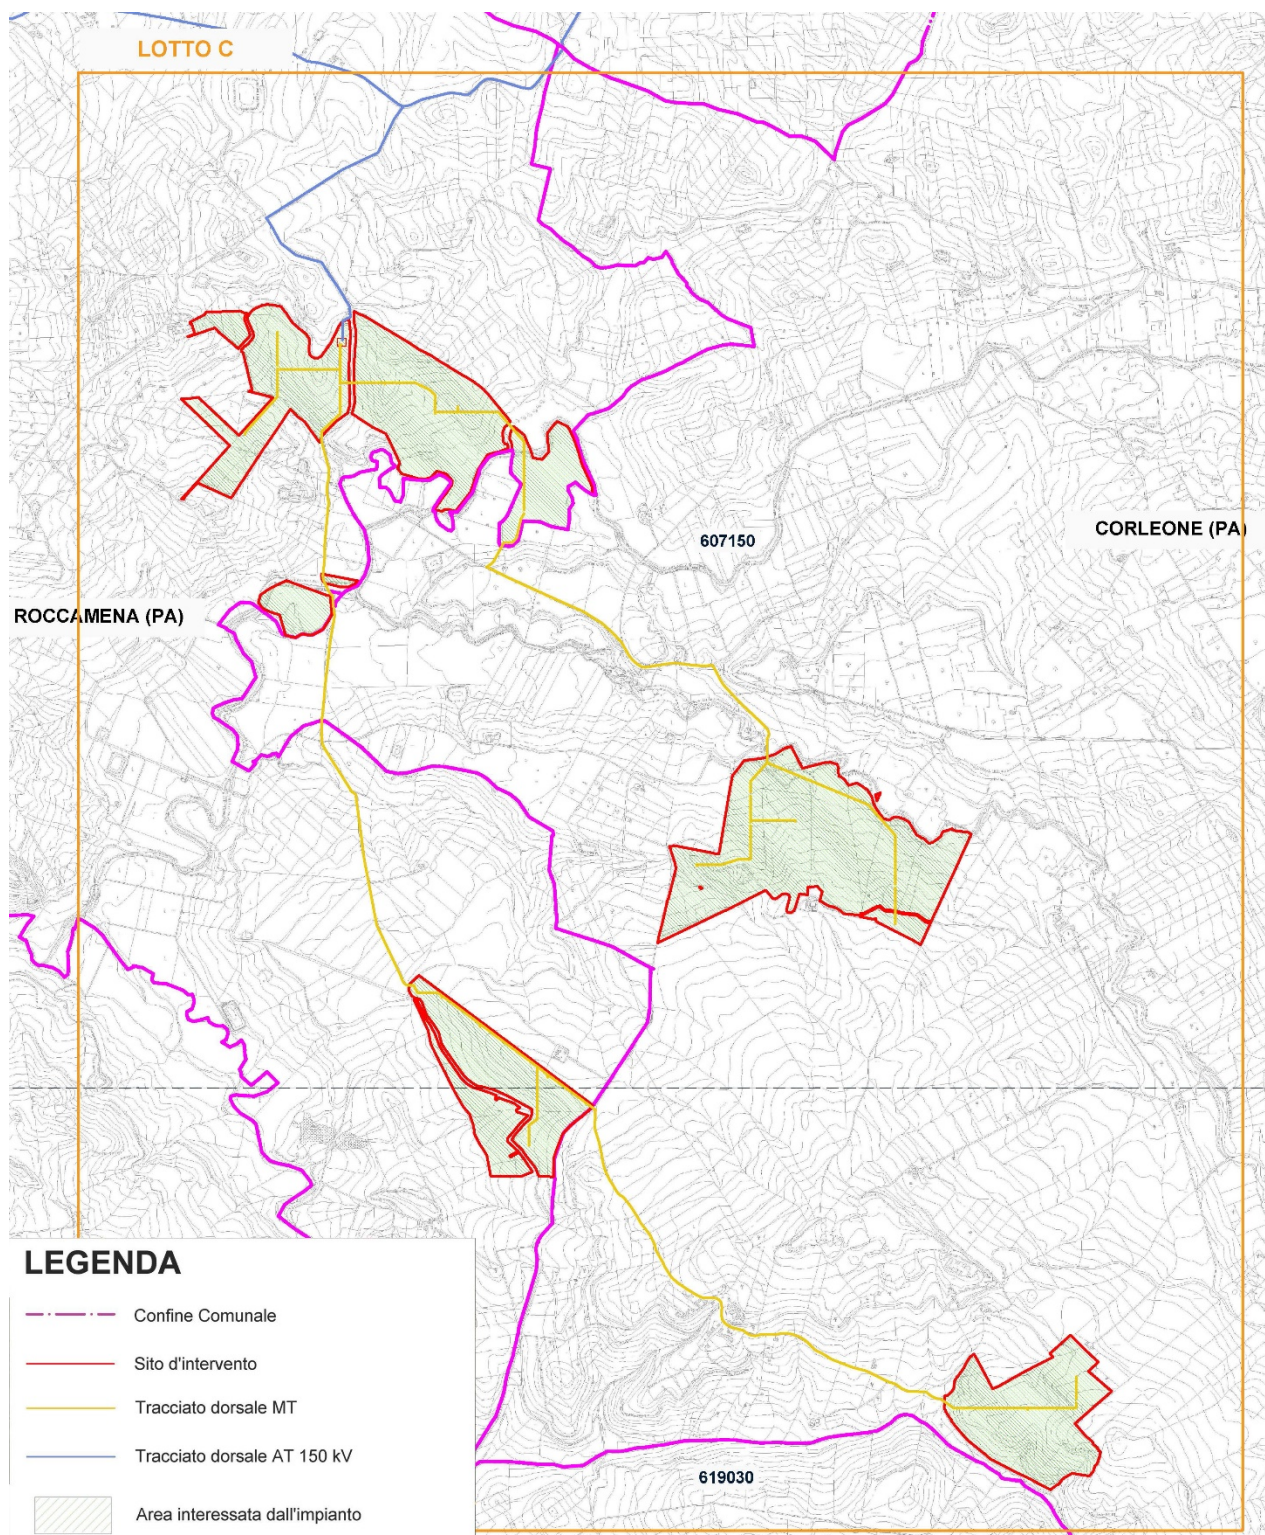 LOTTO C
CORLEONE (PA)
607150
ROCCAMENA (PA)
LEGENDA
Confine Comunale
Sito d'intervento
Tracciato dorsale MT
Tracciato dorsale AT 150 kV
Area interessata dall'impianto
619030